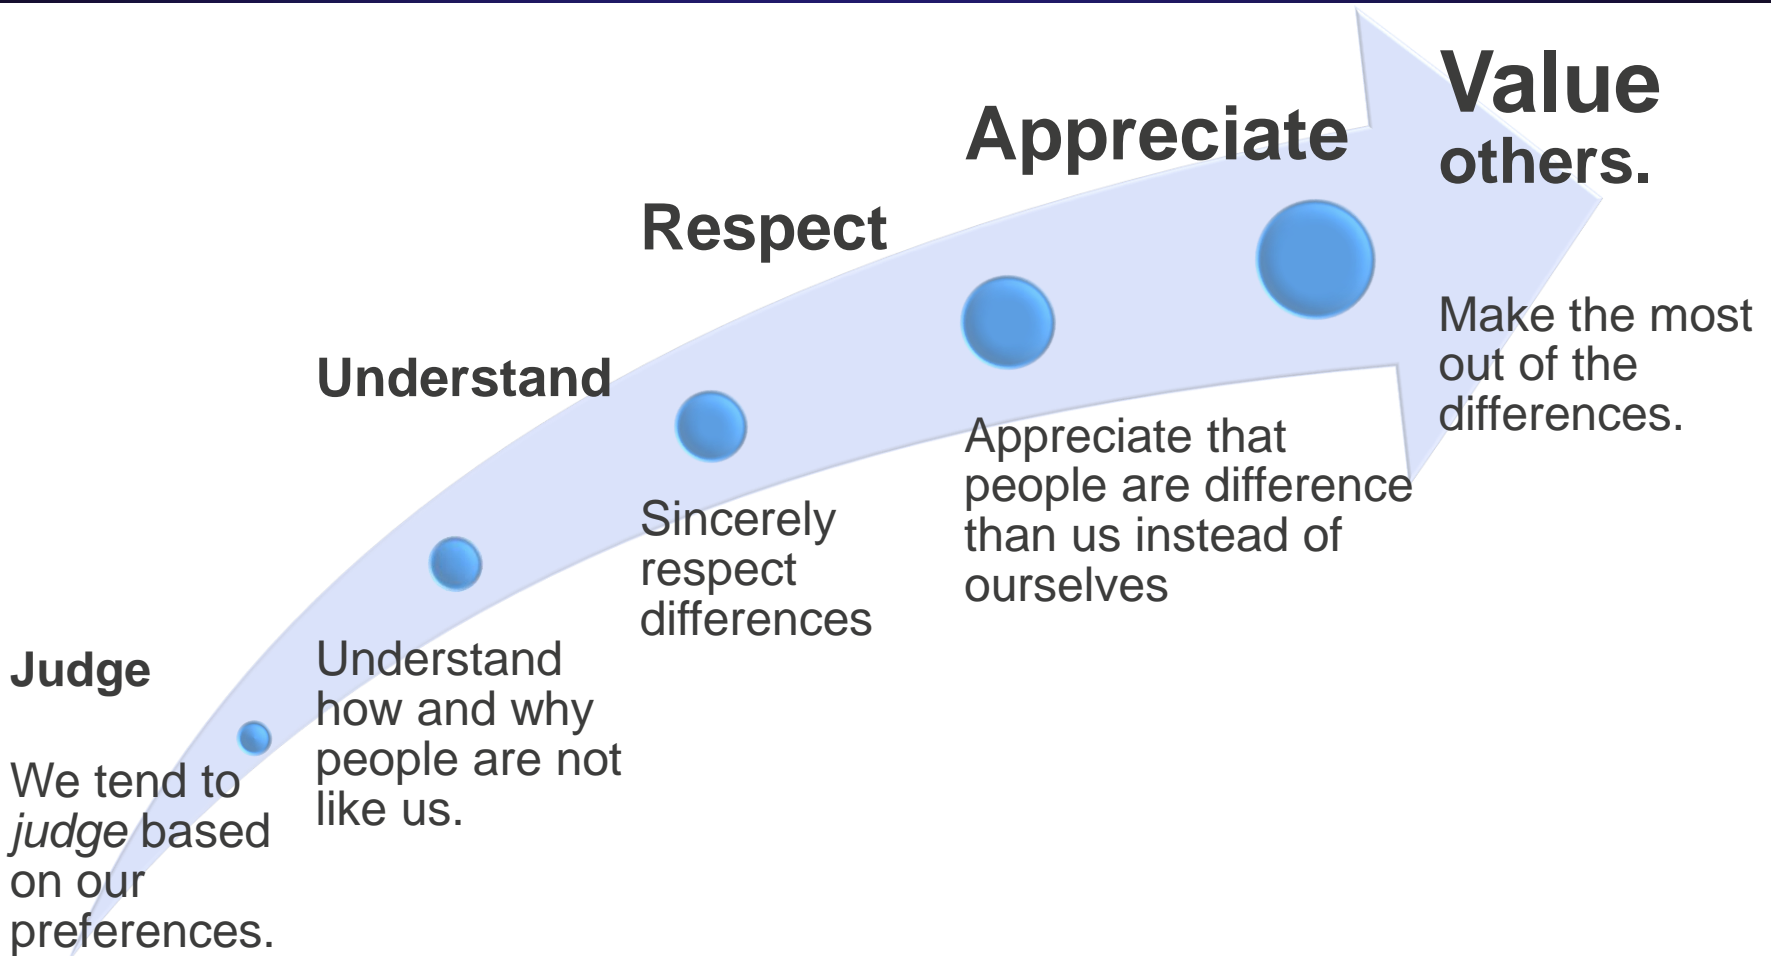 Judge
We tend to
judge based
on our
preferences.
Understand
Understand
how and why
people are not
like us.
Respect
Sincerely
respect
differences
Appreciate
Appreciate that
people are difference
than us instead of
ourselves
Value
others.
Make the most
out of the
differences.